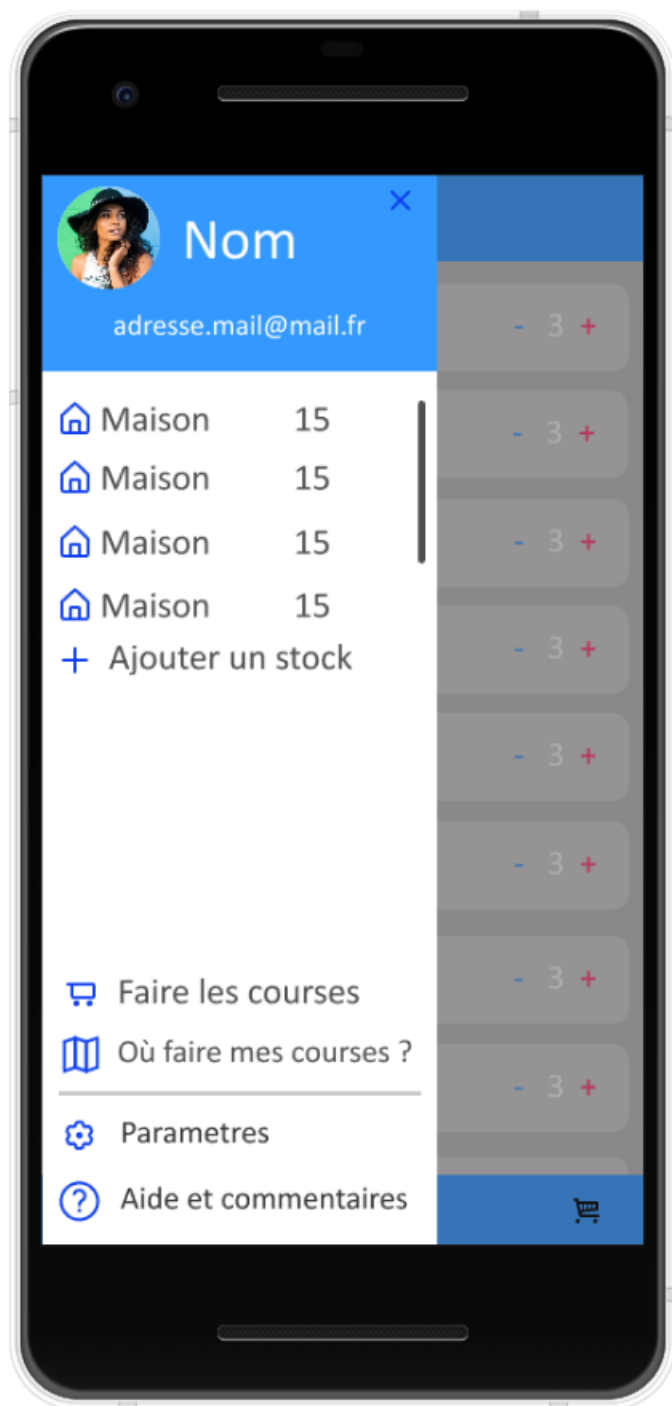 Nom
adresse.mail@mail.fr
Maison 15
Maison 15
Maison 15
Maison 15
+ Ajouter un stock
Faire les courses
Où faire mes courses ?
Parametres
? Aide et commentaires
- 3 +
- 3 +
- 3 +
- 3 +
- 3 +
- 3 +
- 3 +
- 3 +